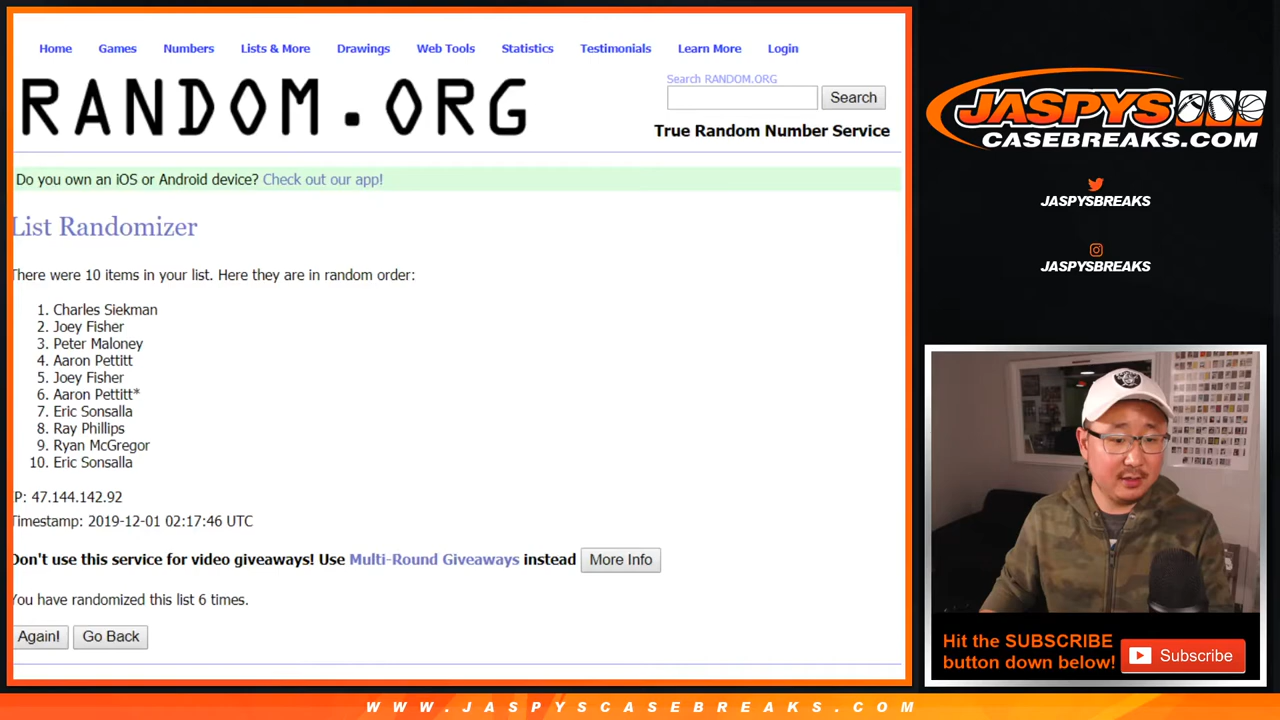 Home Games Numbers Lists & More Drawings Web Tools Statistics Testimonials Learn More Login
RANDOM.ORG
Search RANDOM.ORG
Search
True Random Number Service
Do you own an iOS or Android device? Check out our app!
List Randomizer
There were 10 items in your list. Here they are in random order:
1. Charles Siekman
2. Joey Fisher
3. Peter Maloney
4. Aaron Pettitt
5. Joey Fisher
6. Aaron Pettitt*
7. Eric Sonsalla
8. Ray Phillips
9. Ryan McGregor
10. Eric Sonsalla
IP: 47.144.142.92
Timestamp: 2019-12-01 02:17:46 UTC
Don't use this service for video giveaways! Use Multi-Round Giveaways instead More Info
You have randomized this list 6 times.
Again! Go Back
JASPYS
CASEBREAKS.COM
JASPYSBREAKS
JASPYSBREAKS
Hit the SUBSCRIBE
button down below!
Subscribe
WWW.JASPYSCASEBREAKS.COM